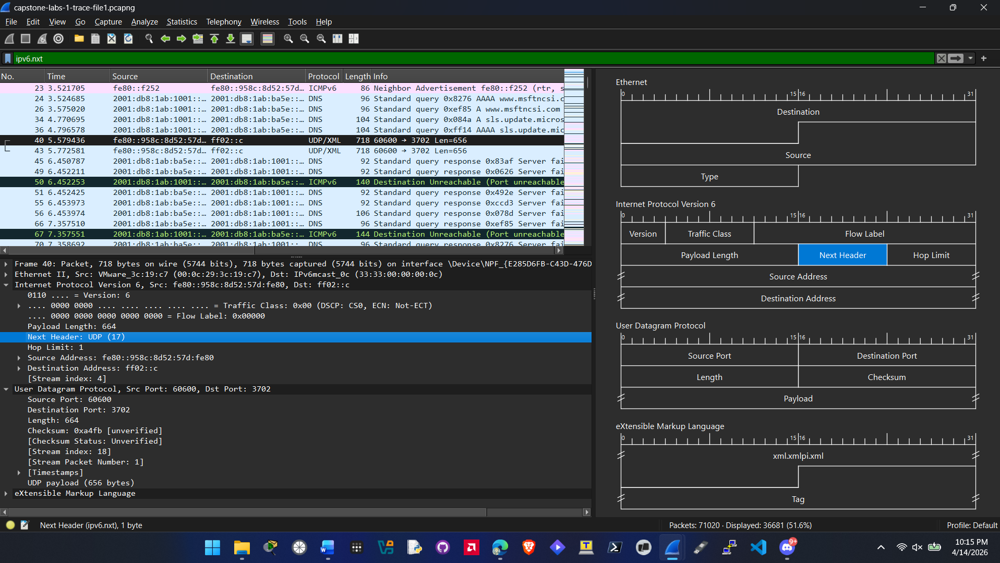 capstone-labs-1-trace-file1.pcapng
File Edit View Go Capture Analyze Statistics Telephony Wireless Tools Help
ipv6.nxt
No. Time Source Destination Protocol Length Info
23 3.521705 fe80::f252 fe80::958c:8d52:57d… ICMPv6 86 Neighbor Advertisement fe80::f252 (rtr, s
24 3.524685 2001:db8:1ab:1001::… 2001:db8:1ab:ba5e::… DNS 96 Standard query 0x8276 AAAA www.msftncsi.c
26 3.575020 2001:db8:1ab:1001::… 2001:db8:1ab:ba5e::… DNS 96 Standard query 0xef85 A www.msftncsi.com
34 4.770695 2001:db8:1ab:1001::… 2001:db8:1ab:ba5e::… DNS 104 Standard query 0x084a A sls.update.micros
36 4.796578 2001:db8:1ab:1001::… 2001:db8:1ab:ba5e::… DNS 104 Standard query 0xff14 AAAA sls.update.mic
40 5.579436 fe80::958c:8d52:57d… ff02::c UDP/XML 718 60600 → 3702 Len=656
43 5.772581 fe80::958c:8d52:57d… ff02::c UDP/XML 718 60600 → 3702 Len=656
45 6.450787 2001:db8:1ab:ba5e::… 2001:db8:1ab:1001::… DNS 92 Standard query response 0x83af Server fai
49 6.452211 2001:db8:1ab:ba5e::… 2001:db8:1ab:1001::… DNS 92 Standard query response 0x0626 Server fai
50 6.452253 2001:db8:1ab:1001::… 2001:db8:1ab:ba5e::… ICMPv6 140 Destination Unreachable (Port unreachable
51 6.452425 2001:db8:1ab:ba5e::… 2001:db8:1ab:1001::… DNS 92 Standard query response 0x492e Server fai
55 6.453973 2001:db8:1ab:ba5e::… 2001:db8:1ab:1001::… DNS 92 Standard query response 0xccd3 Server fai
56 6.453974 2001:db8:1ab:ba5e::… 2001:db8:1ab:1001::… DNS 106 Standard query response 0x078d Server fai
66 7.357510 2001:db8:1ab:ba5e::… 2001:db8:1ab:1001::… DNS 96 Standard query response 0xef85 Server fai
67 7.357551 2001:db8:1ab:1001::… 2001:db8:1ab:ba5e::… ICMPv6 144 Destination Unreachable (Port unreachable
70 7.358692 2001:db8:1ab:ba5e:: 2001:db8:1ab:1001:: DNS 96 Standard query response 0x8276 Server fai
Frame 40: Packet, 718 bytes on wire (5744 bits), 718 bytes captured (5744 bits) on interface \Device\NPF_{E285D6FB-C43D-476D
Ethernet II, Src: VMware_3c:19:c7 (00:0c:29:3c:19:c7), Dst: IPv6mcast_0c (33:33:00:00:00:0c)
Internet Protocol Version 6, Src: fe80::958c:8d52:57d:fe80, Dst: ff02::c
0110 .... = Version: 6
.... 0000 0000 .... .... .... .... .... = Traffic Class: 0x00 (DSCP: CS0, ECN: Not-ECT)
.... 0000 0000 0000 0000 0000 = Flow Label: 0x00000
Payload Length: 664
Next Header: UDP (17)
Hop Limit: 1
Source Address: fe80::958c:8d52:57d:fe80
Destination Address: ff02::c
[Stream index: 4]
User Datagram Protocol, Src Port: 60600, Dst Port: 3702
Source Port: 60600
Destination Port: 3702
Length: 664
Checksum: 0xa4fb [unverified]
[Checksum Status: Unverified]
[Stream index: 18]
[Stream Packet Number: 1]
[Timestamps]
UDP payload (656 bytes)
eXtensible Markup Language
Ethernet
0 15 16 31
Destination
Source
Type
Internet Protocol Version 6
0 15 16 31
Version Traffic Class Flow Label
Payload Length Next Header Hop Limit
Source Address
Destination Address
User Datagram Protocol
0 15 16 31
Source Port Destination Port
Length Checksum
Payload
eXtensible Markup Language
0 15 16 31
xml.xmlpi.xml
Tag
Next Header (ipv6.nxt), 1 byte
Packets: 71020 · Displayed: 36681 (51.6%)
Profile: Default
9+
10:15 PM
4/14/2026